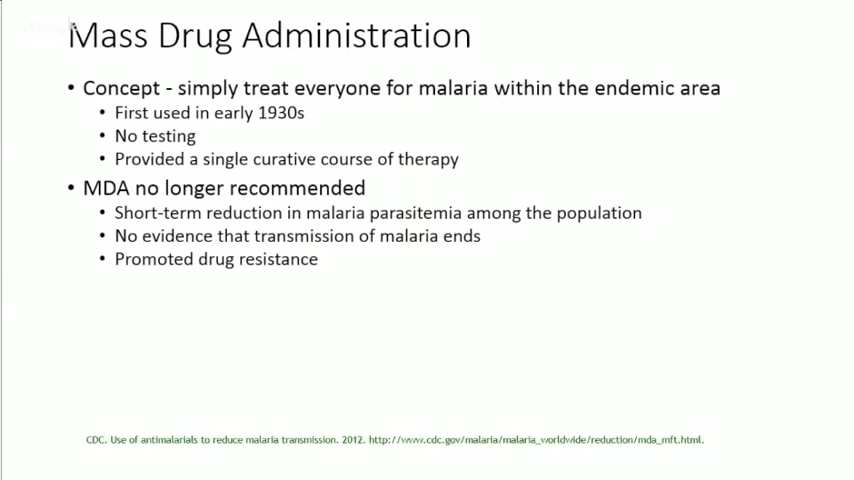 Mass Drug Administration
• Concept - simply treat everyone for malaria within the endemic area
• First used in early 1930s
• No testing
• Provided a single curative course of therapy
• MDA no longer recommended
• Short-term reduction in malaria parasitemia among the population
• No evidence that transmission of malaria ends
• Promoted drug resistance
CDC. Use of antimalarials to reduce malaria transmission. 2012. http://www.cdc.gov/malaria/malaria_worldwide/reduction/mda_mft.html.